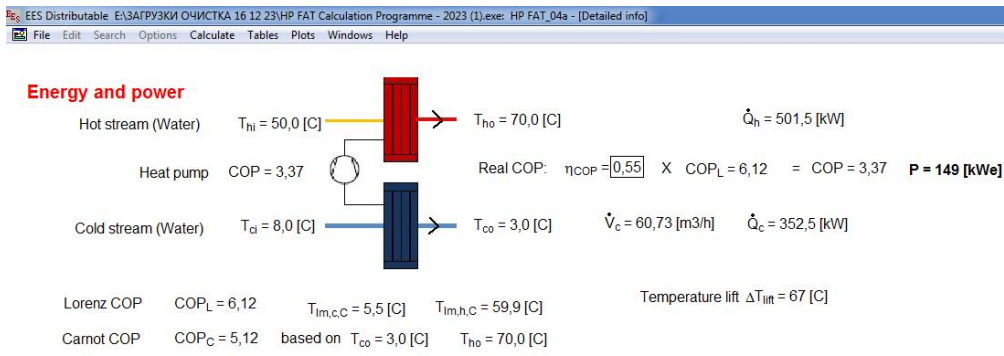 EES Distributable E:\ЗАГРУЗКИ ОЧИСТКА 16 12 23\HP FAT Calculation Programme - 2023 (1).exe: HP FAT_04a - [Detailed info]
File Edit Search Options Calculate Tables Plots Windows Help
Energy and power
Hot stream (Water) Thi = 50,0 [C] Tho = 70,0 [C] Q̇h = 501,5 [kW]
Heat pump COP = 3,37 Real COP: ηCOP = 0,55 X COPL = 6,12 = COP = 3,37 P = 149 [kWe]
Cold stream (Water) Tci = 8,0 [C] Tco = 3,0 [C] V̇c = 60,73 [m3/h] Q̇c = 352,5 [kW]
Lorenz COP COPL = 6,12 Tlm,c,C = 5,5 [C] Tlm,h,C = 59,9 [C] Temperature lift ΔTlift = 67 [C]
Carnot COP COPC = 5,12 based on Tco = 3,0 [C] Tho = 70,0 [C]